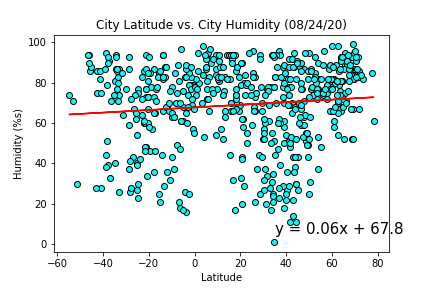 City Latitude vs. City Humidity (08/24/20)
100
80
60
40
20
0
Humidity (%s)
y = 0.06x + 67.8
−60 −40 −20 0 20 40 60 80
Latitude